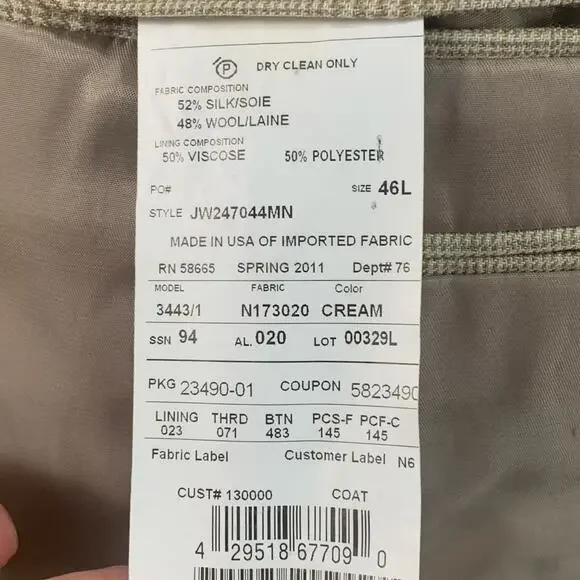 P DRY CLEAN ONLY
FABRIC COMPOSITION
52% SILK/SOIE
48% WOOL/LAINE
LINING COMPOSITION
50% VISCOSE 50% POLYESTER
PO# SIZE 46L
STYLE JW247044MN
MADE IN USA OF IMPORTED FABRIC
RN 58665 SPRING 2011 Dept# 76
MODEL FABRIC Color
3443/1 N173020 CREAM
SSN 94 AL. 020 LOT 00329L
PKG 23490-01 COUPON 5823490
LINING THRD BTN PCS-F PCF-C
023 071 483 145 145
Fabric Label Customer Label N6
CUST# 130000 COAT
4 29518 67709 0